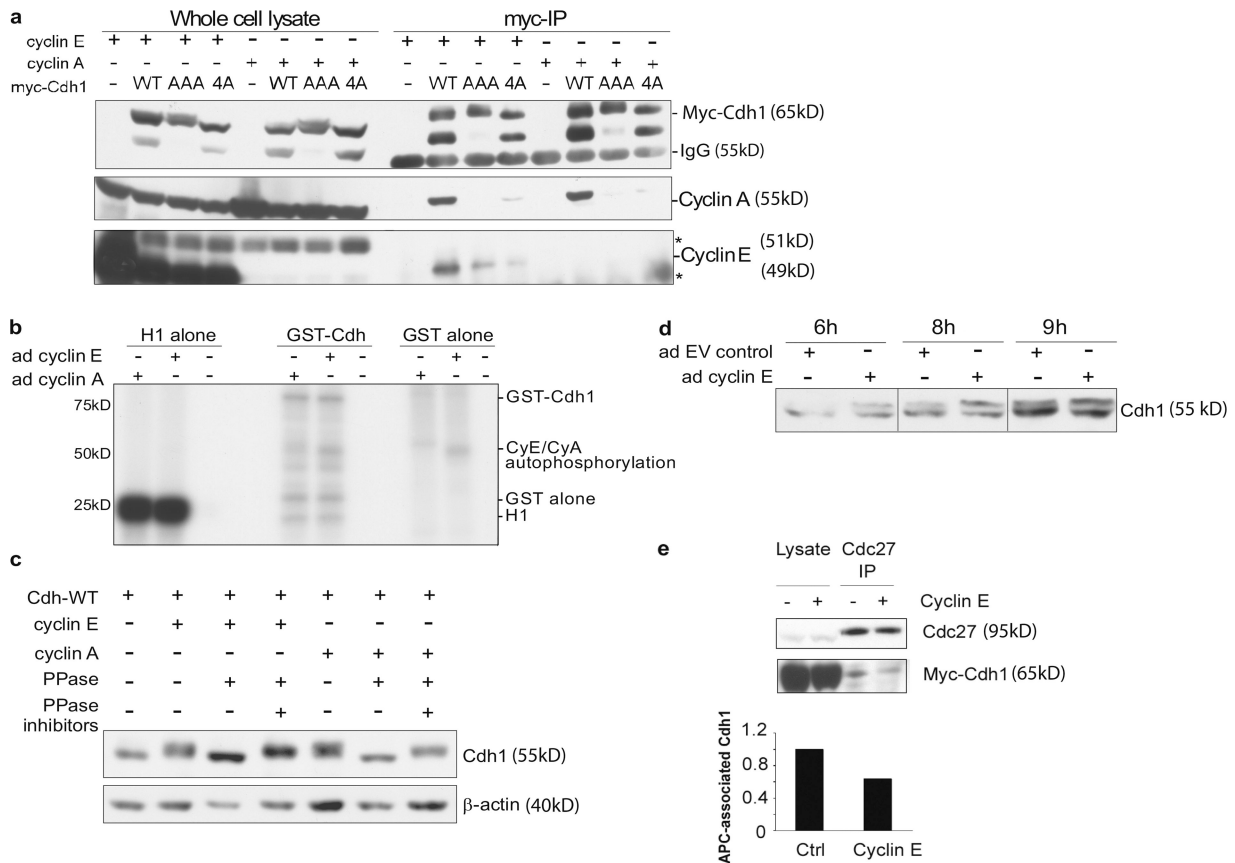 a
Whole cell lysate myc-IP
cyclin E + + + + - - - - + + + + - - - -
cyclin A - - - - + + + + - - - - + + + +
myc-Cdh1 - WT AAA 4A - WT AAA 4A - WT AAA 4A - WT AAA 4A
Myc-Cdh1 (65kD)
IgG (55kD)
Cyclin A (55kD)
* (51kD)
Cyclin E
* (49kD)
b
H1 alone GST-Cdh GST alone
ad cyclin E - + - - + - - + -
ad cyclin A + - - + - - + - -
75kD
50kD
25kD
GST-Cdh1
CyE/CyA
autophosphorylation
GST alone
H1
c
Cdh-WT + + + + + + +
cyclin E - + + + - - -
cyclin A - - - - + + +
PPase - - + + - + +
PPase
inhibitors - - - + - - +
Cdh1 (55kD)
β-actin (40kD)
d
6h 8h 9h
ad EV control + - + - + -
ad cyclin E - + - + - +
Cdh1 (55 kD)
e
Lysate Cdc27
IP
- + - + Cyclin E
Cdc27 (95kD)
Myc-Cdh1 (65kD)
APC-associated Cdh1
1.2
0.8
0.4
0
Ctrl Cyclin E